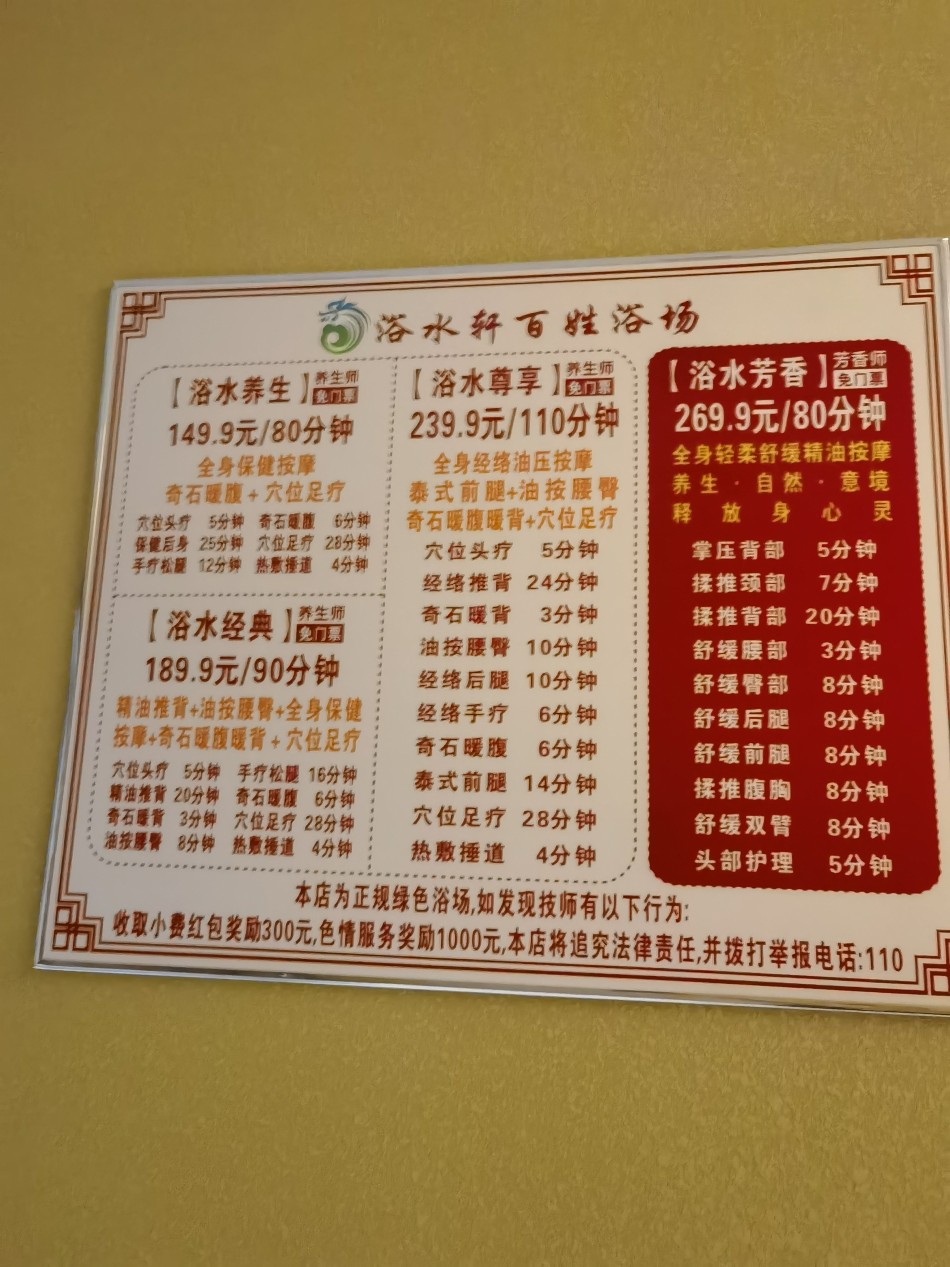 浴水轩百姓浴场
【浴水养生】养生师
免门票
149.9元/80分钟
全身保健按摩
奇石暖腹+穴位足疗
穴位头疗 5分钟 奇石暖腹 6分钟
保健后身 25分钟 穴位足疗 28分钟
手疗松腿 12分钟 热敷捶道 4分钟
【浴水经典】养生师
免门票
189.9元/90分钟
精油推背+油按腰臀+全身保健
按摩+奇石暖腹暖背+穴位足疗
穴位头疗 5分钟 手疗松腿 16分钟
精油推背 20分钟 奇石暖腹 6分钟
奇石暖背 3分钟 穴位足疗 28分钟
油按腰臀 8分钟 热敷捶道 4分钟
【浴水尊享】养生师
免门票
239.9元/110分钟
全身经络油压按摩
泰式前腿+油按腰臀
奇石暖腹暖背+穴位足疗
穴位头疗 5分钟
经络推背 24分钟
奇石暖背 3分钟
油按腰臀 10分钟
经络后腿 10分钟
经络手疗 6分钟
奇石暖腹 6分钟
泰式前腿 14分钟
穴位足疗 28分钟
热敷捶道 4分钟
【浴水芳香】芳香师
免门票
269.9元/80分钟
全身轻柔舒缓精油按摩
养生·自然·意境
释放身心灵
掌压背部 5分钟
揉推颈部 7分钟
揉推背部 20分钟
舒缓腰部 3分钟
舒缓臀部 8分钟
舒缓后腿 8分钟
舒缓前腿 8分钟
揉推腹胸 8分钟
舒缓双臂 8分钟
头部护理 5分钟
本店为正规绿色浴场,如发现技师有以下行为:
收取小费红包奖励300元,色情服务奖励1000元,本店将追究法律责任,并拨打举报电话:110